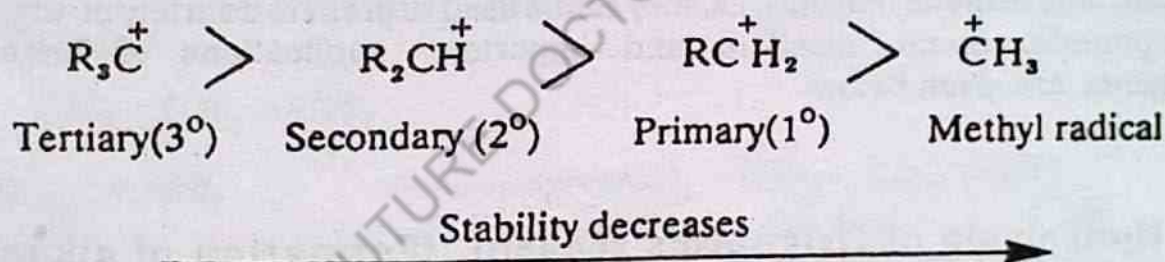 R₃C⁺ > R₂CH⁺ > RC⁺H₂ > C⁺H₃
Tertiary(3°) Secondary (2°) Primary(1°) Methyl radical
Stability decreases